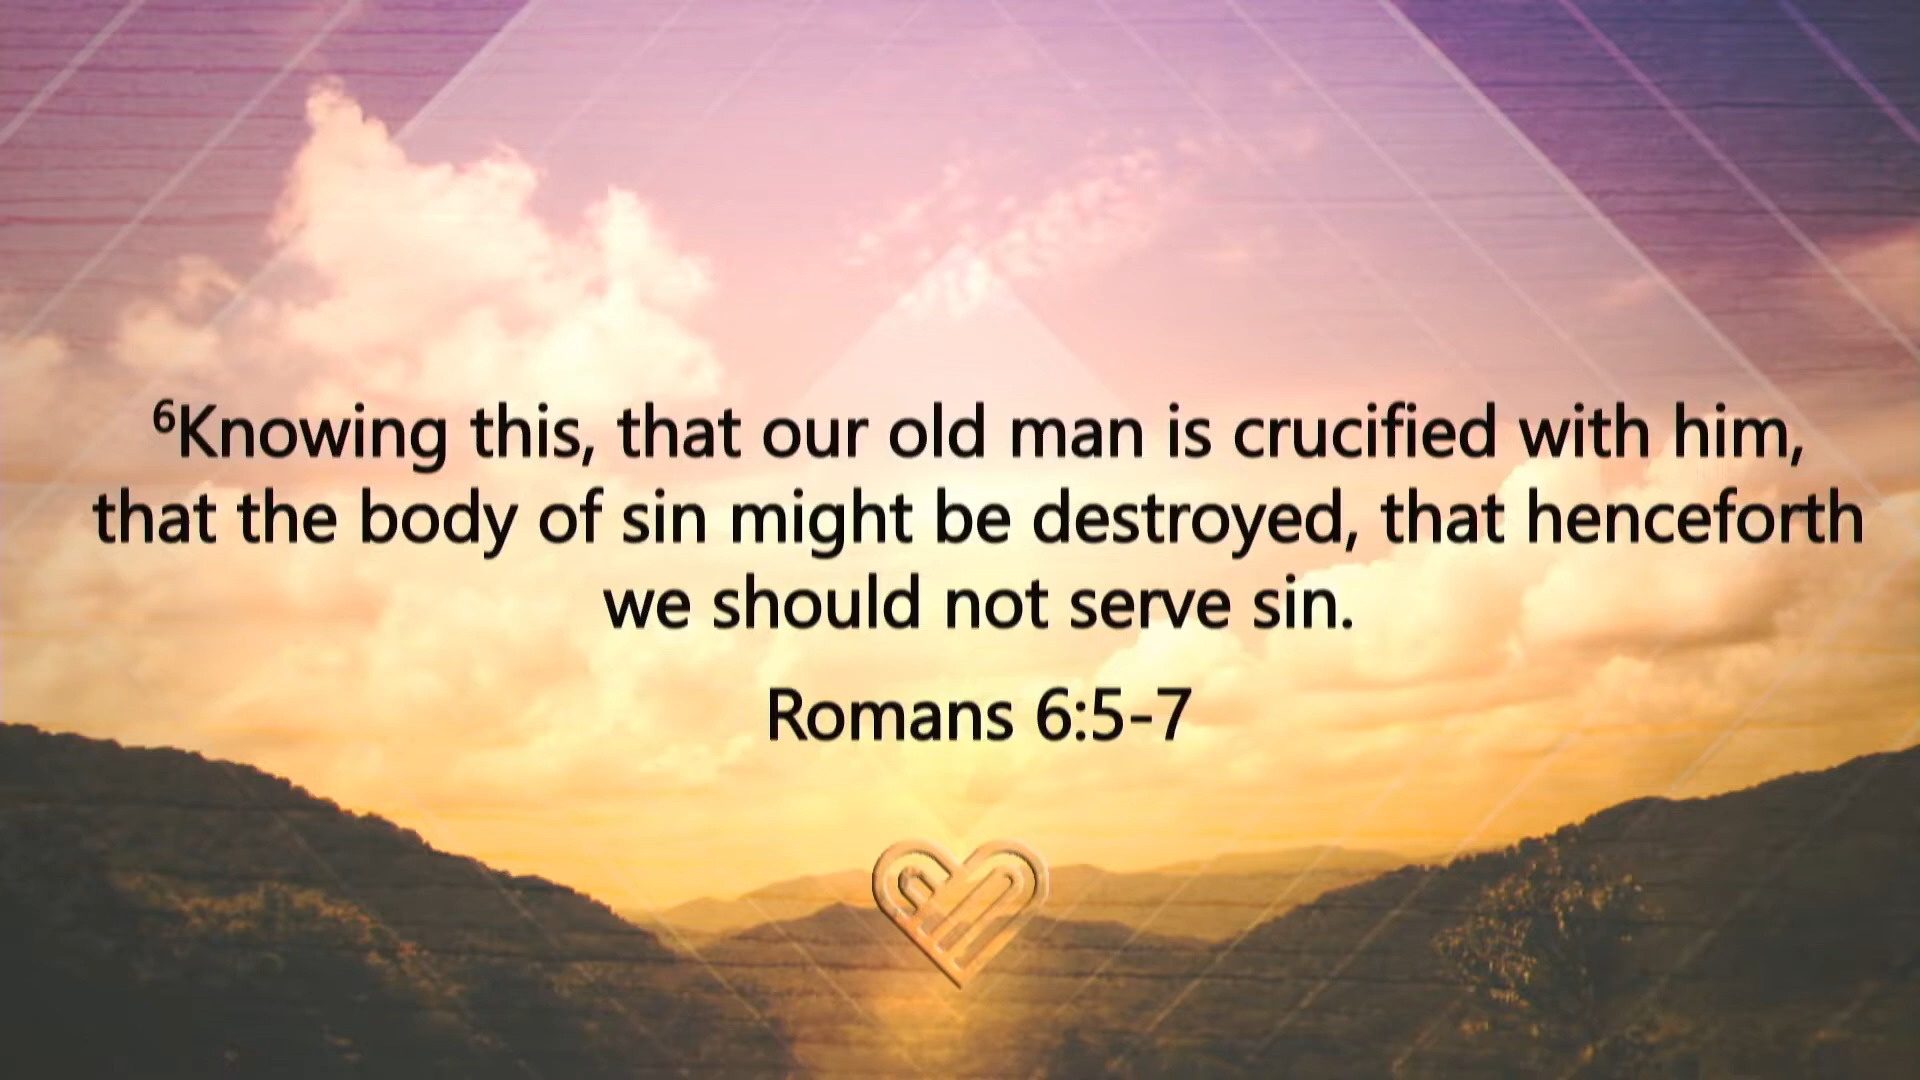 ⁶Knowing this, that our old man is crucified with him,
that the body of sin might be destroyed, that henceforth
we should not serve sin.
Romans 6:5-7